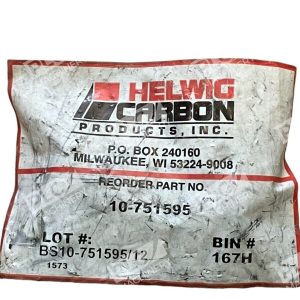 HELWIG
CARBON
PRODUCTS, INC.
P.O. BOX 240160
MILWAUKEE, WI 53224-9008
REORDER PART NO.
10-751595
LOT #:
BIN #
BS10-751595/12
167H
1573